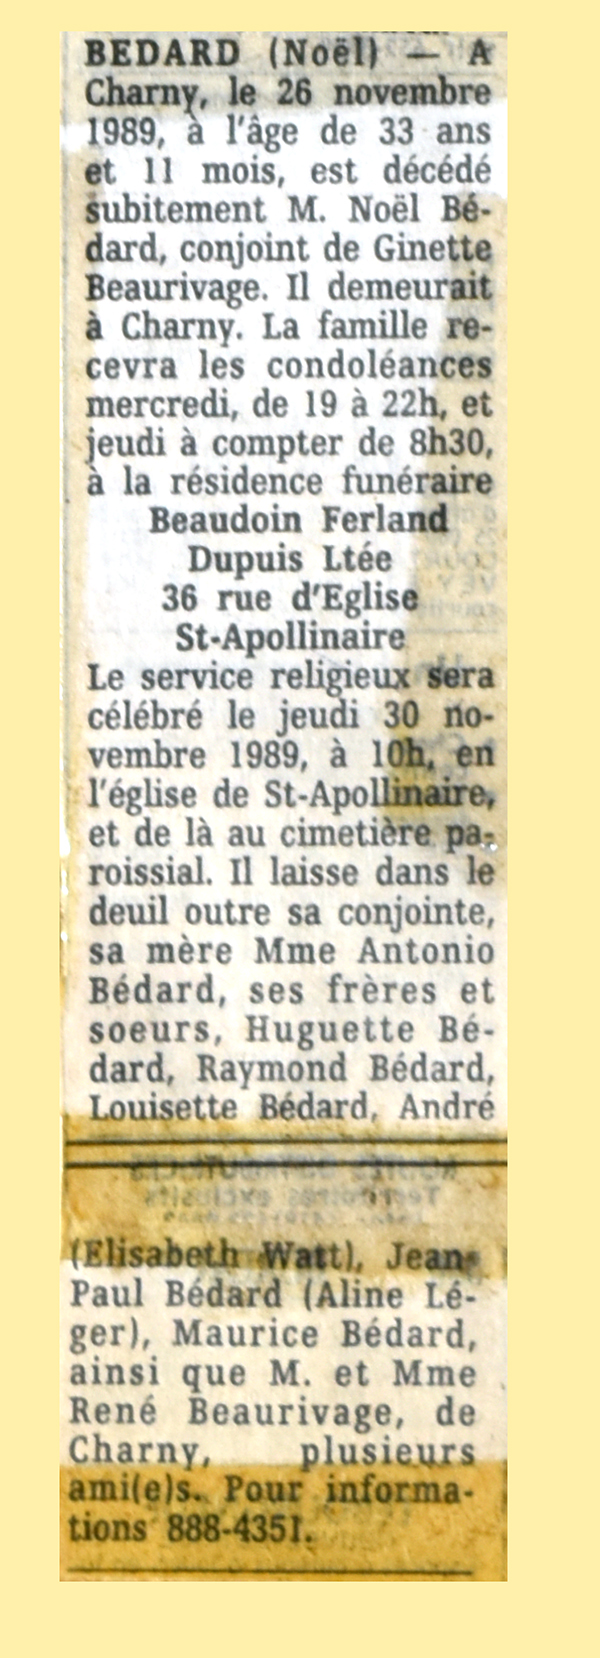 BEDARD (Noël) — A
Charny, le 26 novembre
1989, à l'âge de 33 ans
et 11 mois, est décédé
subitement M. Noël Bé-
dard, conjoint de Ginette
Beaurivage. Il demeurait
à Charny. La famille re-
cevra les condoléances
mercredi, de 19 à 22h, et
jeudi à compter de 8h30,
à la résidence funéraire
Beaudoin Ferland
Dupuis Ltée
36 rue d'Eglise
St-Apollinaire
Le service religieux sera
célébré le jeudi 30 no-
vembre 1989, à 10h, en
l'église de St-Apollinaire,
et de là au cimetière pa-
roissial. Il laisse dans le
deuil outre sa conjointe,
sa mère Mme Antonio
Bédard, ses frères et
soeurs, Huguette Bé-
dard, Raymond Bédard,
Louisette Bédard, André
(Elisabeth Watt), Jean-
Paul Bédard (Aline Lé-
ger), Maurice Bédard,
ainsi que M. et Mme
René Beaurivage, de
Charny, plusieurs
ami(e)s. Pour informa-
tions 888-4351.